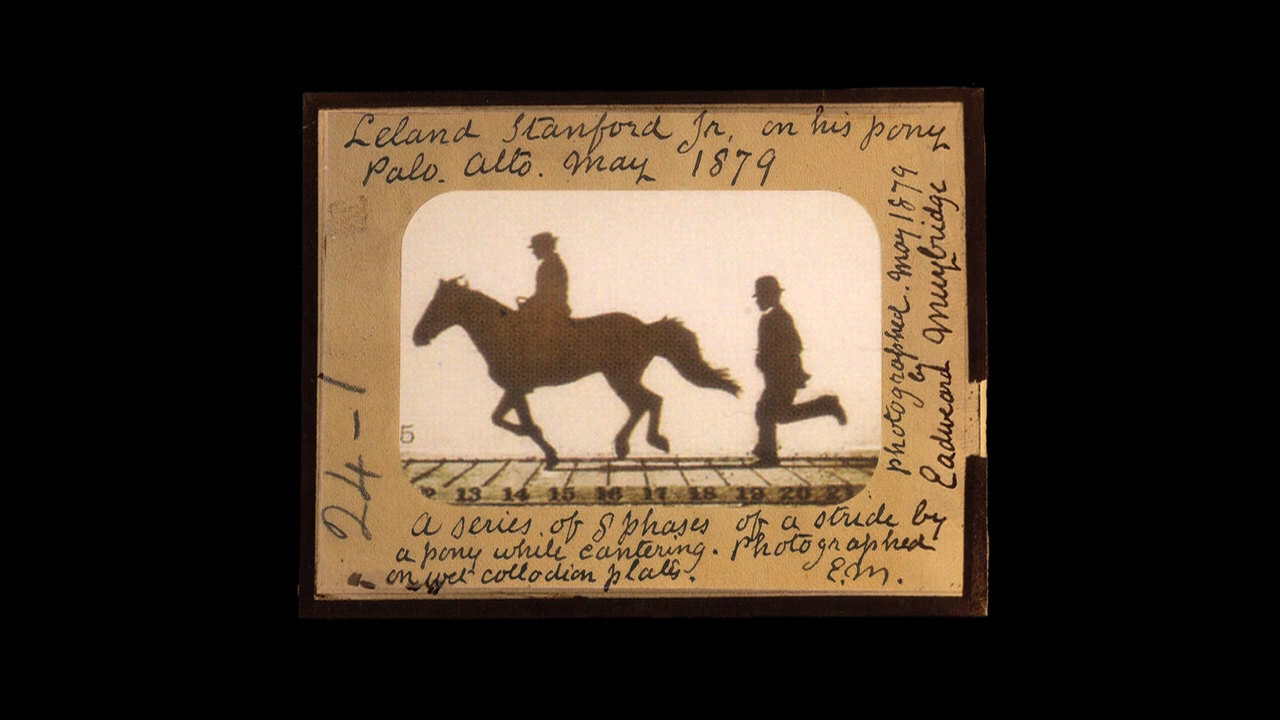 Leland Stanford Jr. on his pony
Palo. Alto. May 1879
photographed. May 1879
by
Eadweard Muybridge
24-1
5
13 14 15 16 17 18 19 20 21
A series. of 8 phases of a stride by
a pony while cantering. Photographed
on wet collodion plates. E.M.